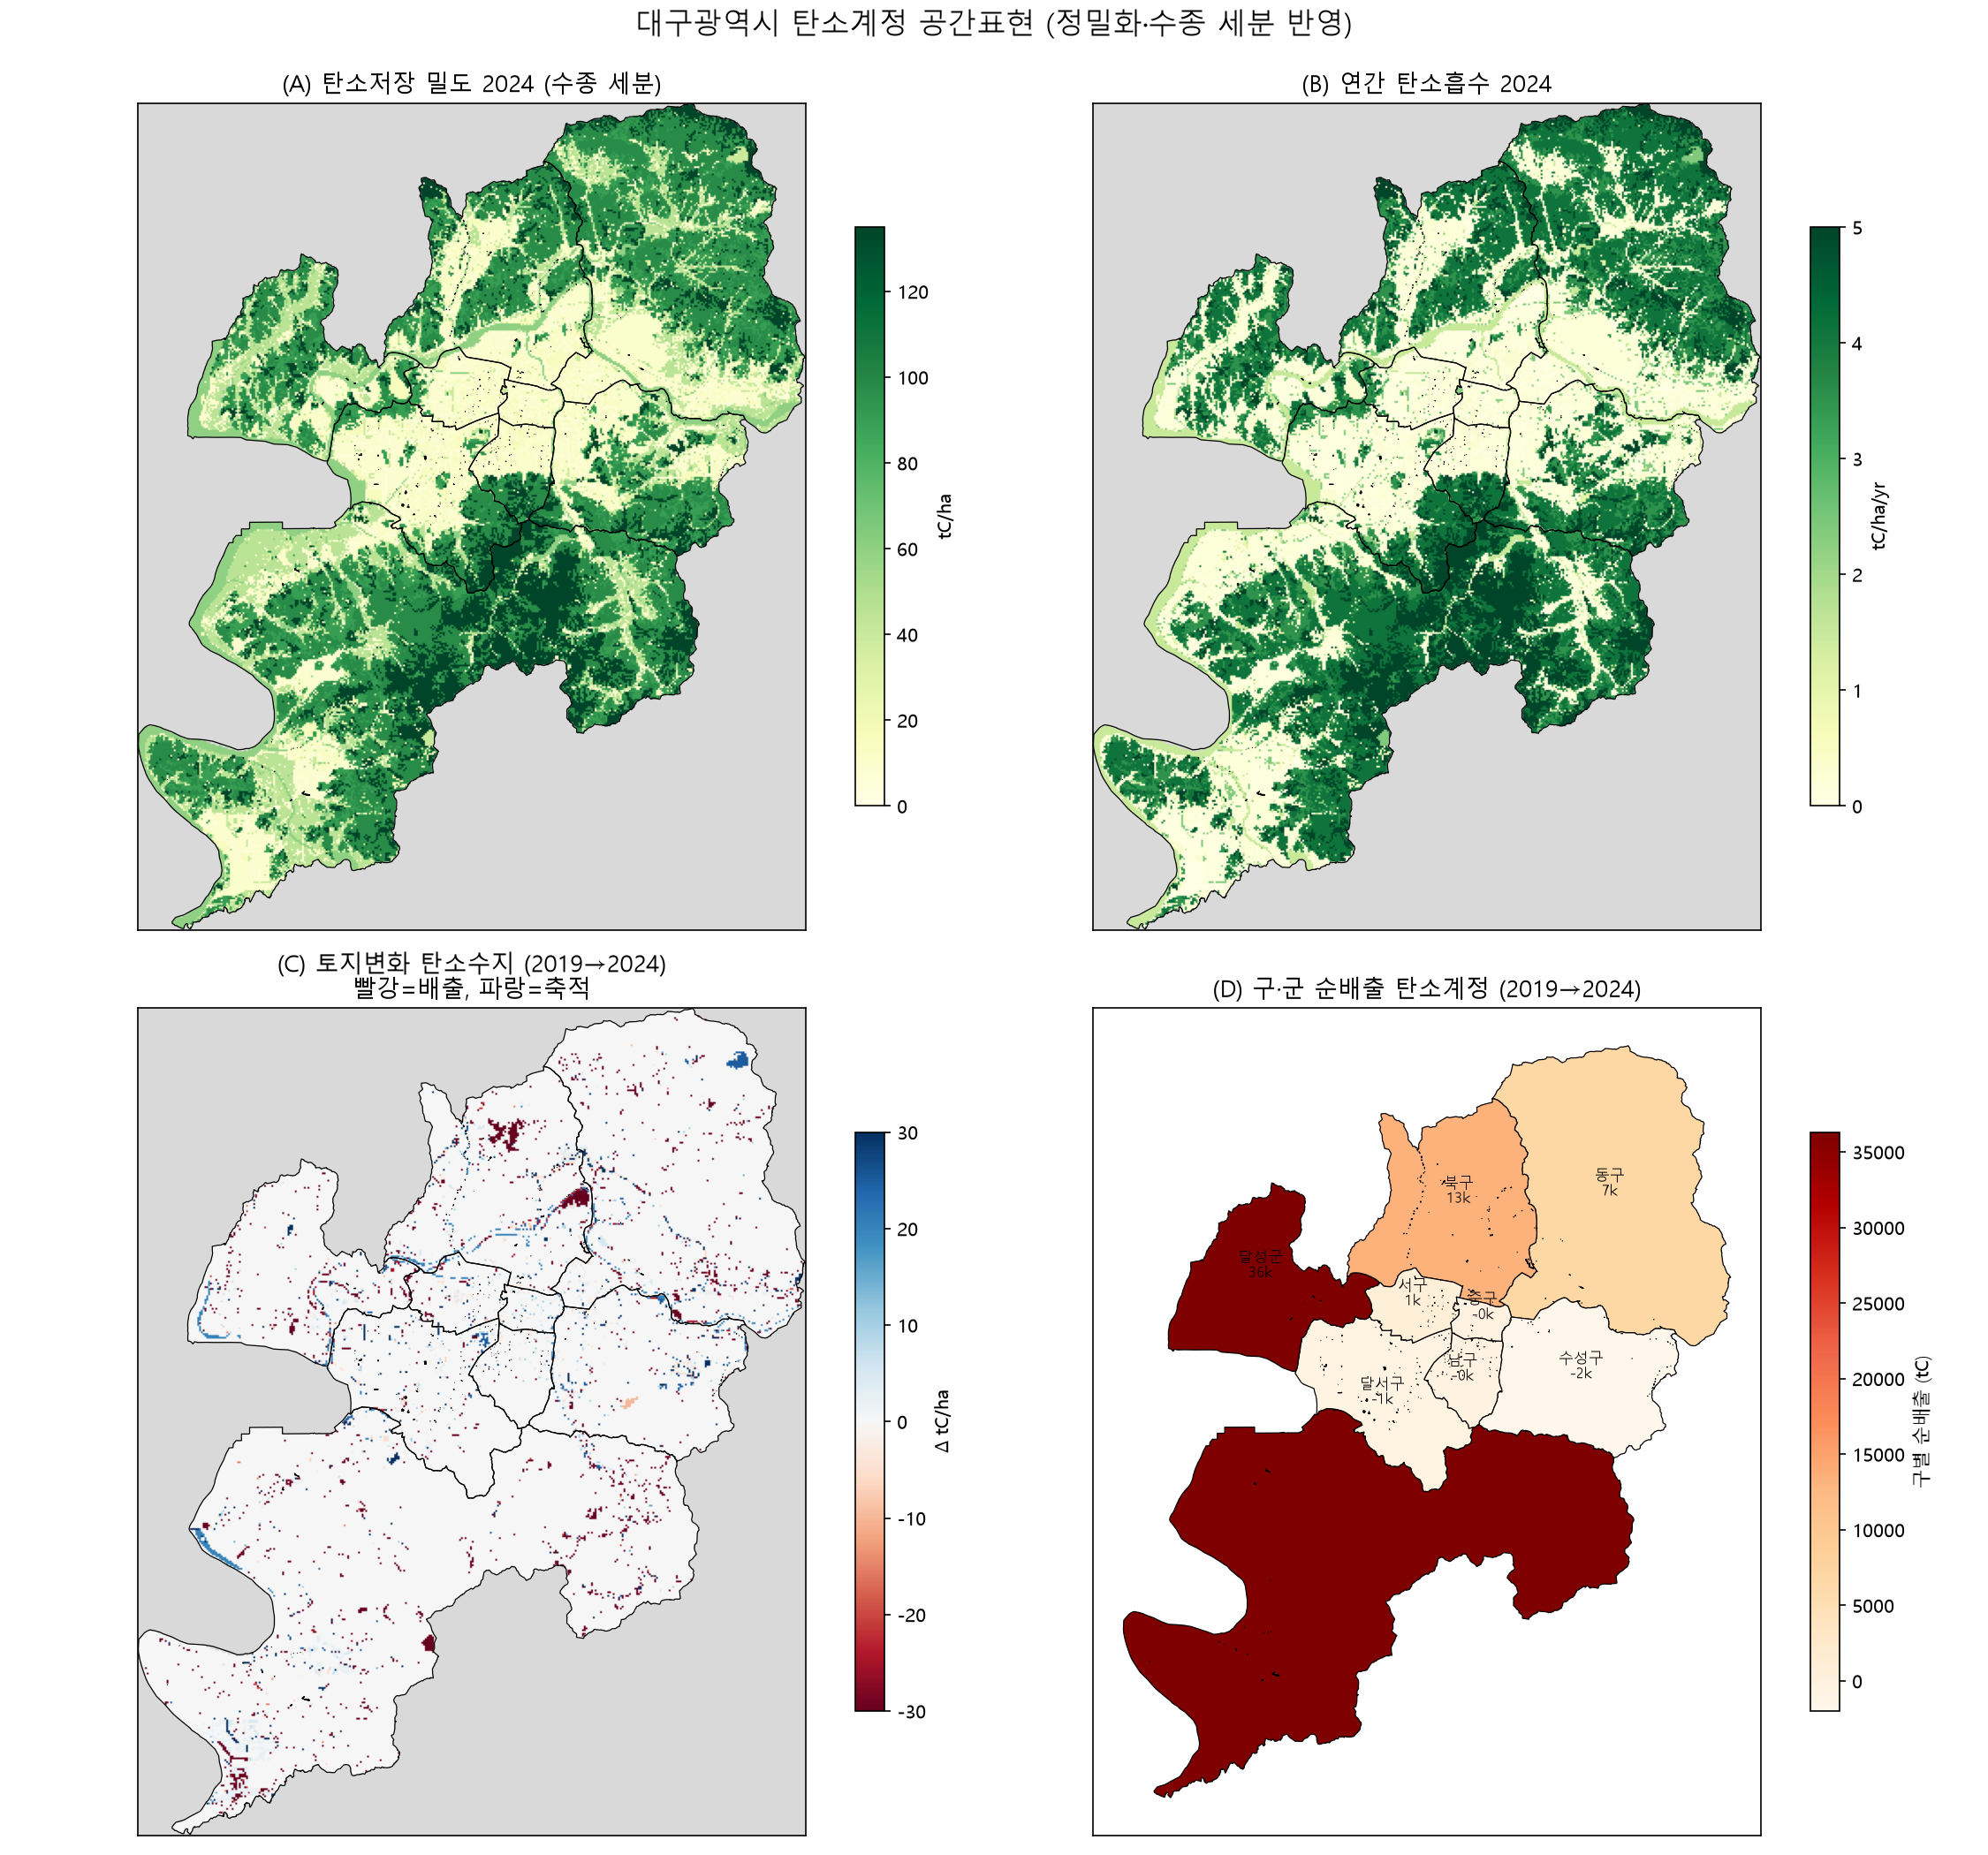 대구광역시 탄소계정 공간표현 (정밀화·수종 세분 반영)
(A) 탄소저장 밀도 2024 (수종 세분)
120
100
80
60
40
20
0
tC/ha
(B) 연간 탄소흡수 2024
5
4
3
2
1
0
tC/ha/yr
(C) 토지변화 탄소수지 (2019→2024)
빨강=배출, 파랑=축적
30
20
10
0
-10
-20
-30
Δ tC/ha
(D) 구·군 순배출 탄소계정 (2019→2024)
동구
7k
북구
13k
달성군
36k
서구
1k
중구
-0k
남구
-0k
수성구
-2k
달서구
-1k
35000
30000
25000
20000
15000
10000
5000
0
구별 순배출 (tC)